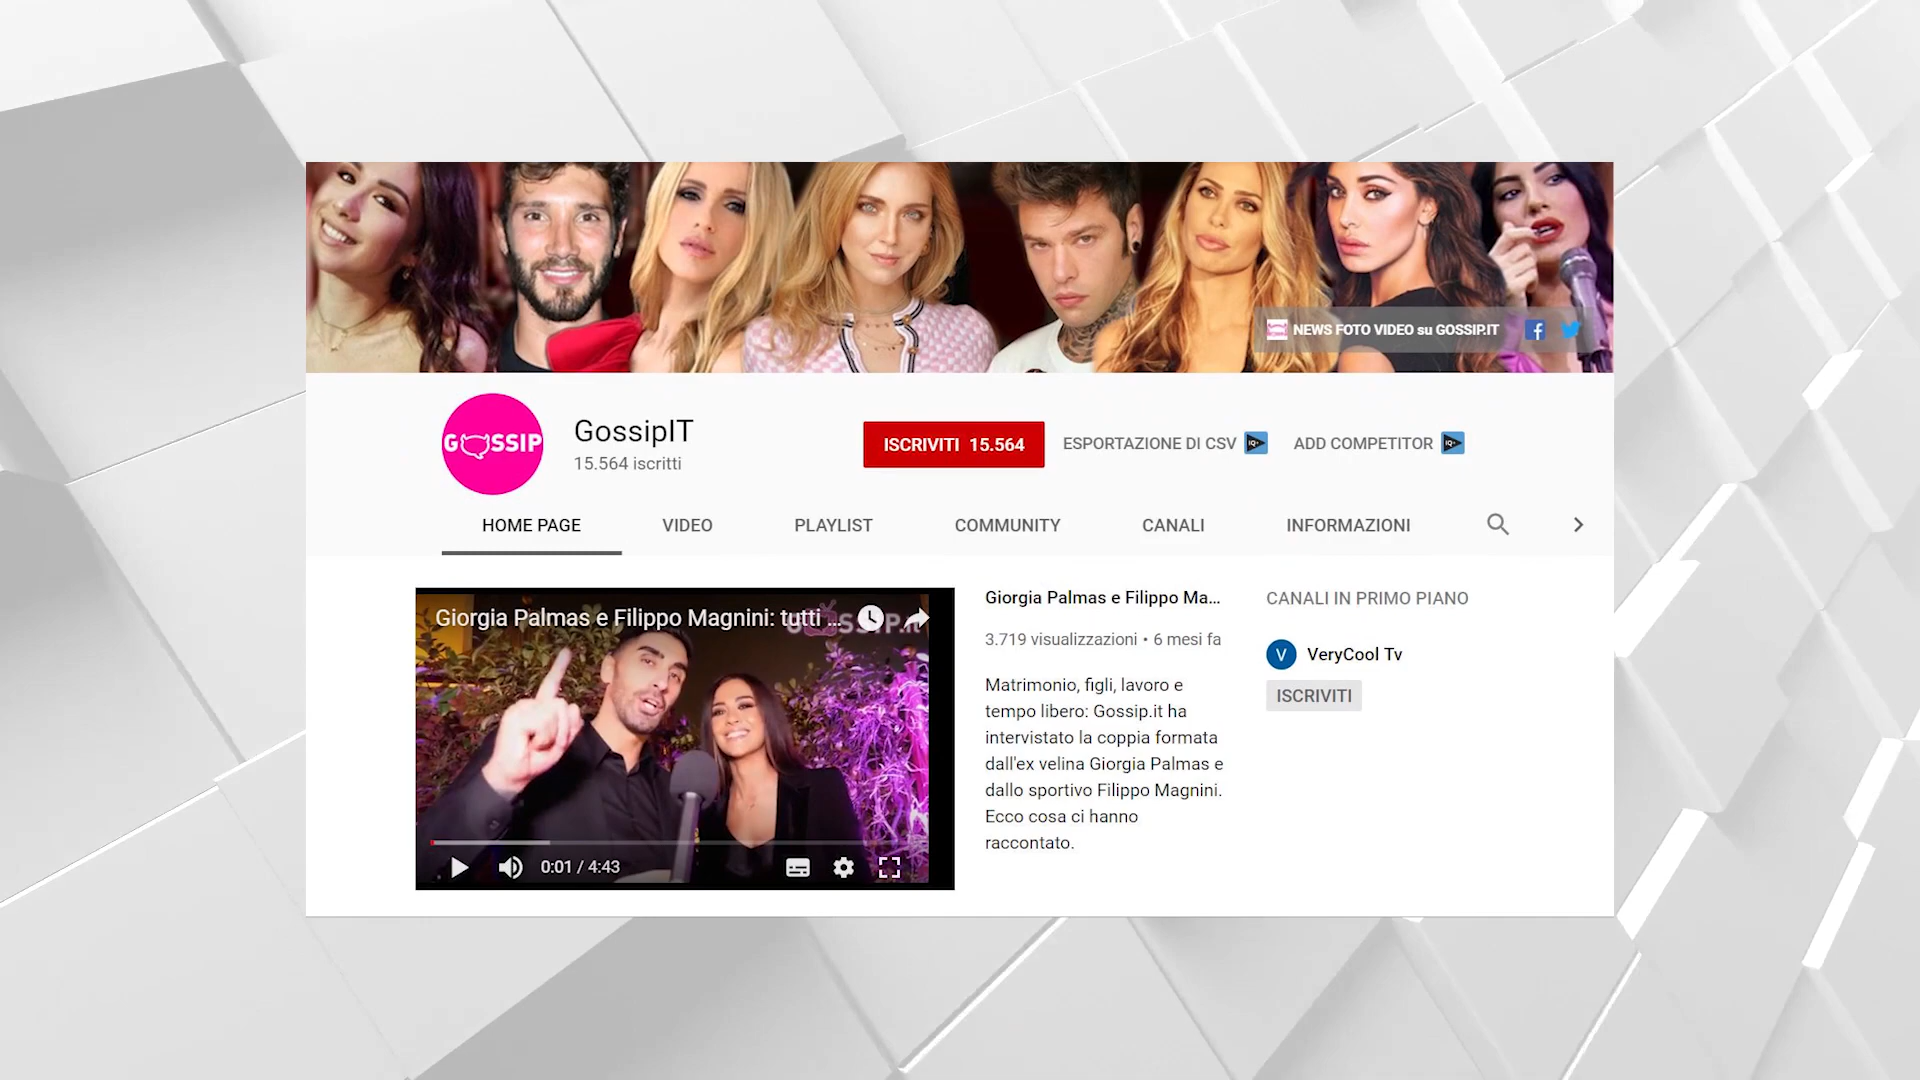 NEWS FOTO VIDEO su GOSSIP.IT
GOSSIP
GossipIT
15.564 iscritti
ISCRIVITI 15.564
ESPORTAZIONE DI CSV IQ+
ADD COMPETITOR IQ+
HOME PAGE
VIDEO
PLAYLIST
COMMUNITY
CANALI
INFORMAZIONI
Giorgia Palmas e Filippo Magnini: tutti ...
GOSSIP.it
0:01 / 4:43
Giorgia Palmas e Filippo Ma...
3.719 visualizzazioni • 6 mesi fa
Matrimonio, figli, lavoro e
tempo libero: Gossip.it ha
intervistato la coppia formata
dall'ex velina Giorgia Palmas e
dallo sportivo Filippo Magnini.
Ecco cosa ci hanno
raccontato.
CANALI IN PRIMO PIANO
V
VeryCool Tv
ISCRIVITI